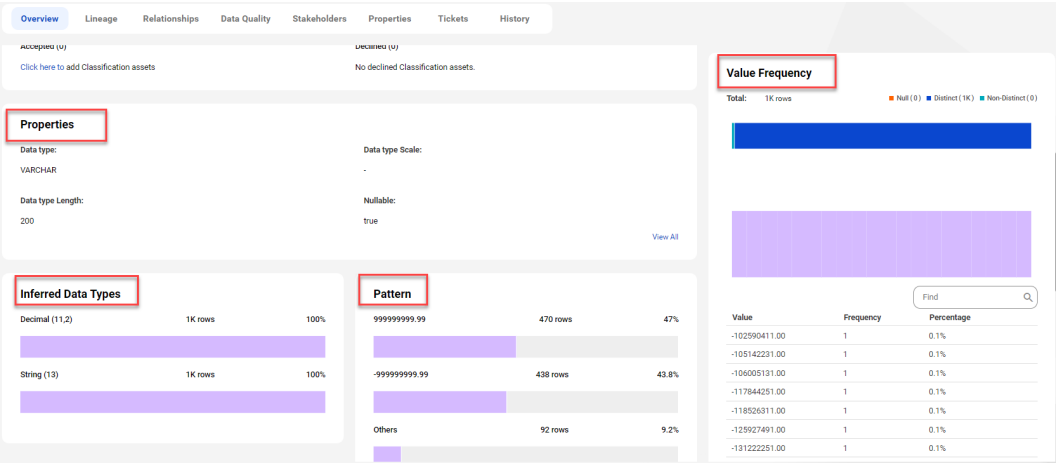 Overview Lineage Relationships Data Quality Stakeholders Properties Tickets History
Accepted (0) Declined (0)
Click here to add Classification assets No declined Classification assets.
Properties
Data type: Data type Scale:
VARCHAR -
Data type Length: Nullable:
200 true
View All
Inferred Data Types
Decimal (11,2) 1K rows 100%
String (13) 1K rows 100%
Pattern
999999999.99 470 rows 47%
-999999999.99 438 rows 43.8%
Others 92 rows 9.2%
Value Frequency
Total: 1K rows Null ( 0 ) Distinct ( 1K ) Non-Distinct ( 0 )
Find
Value Frequency Percentage
-102590411.00 1 0.1%
-105142231.00 1 0.1%
-106005131.00 1 0.1%
-117844251.00 1 0.1%
-118526311.00 1 0.1%
-125927491.00 1 0.1%
-131222251.00 1 0.1%